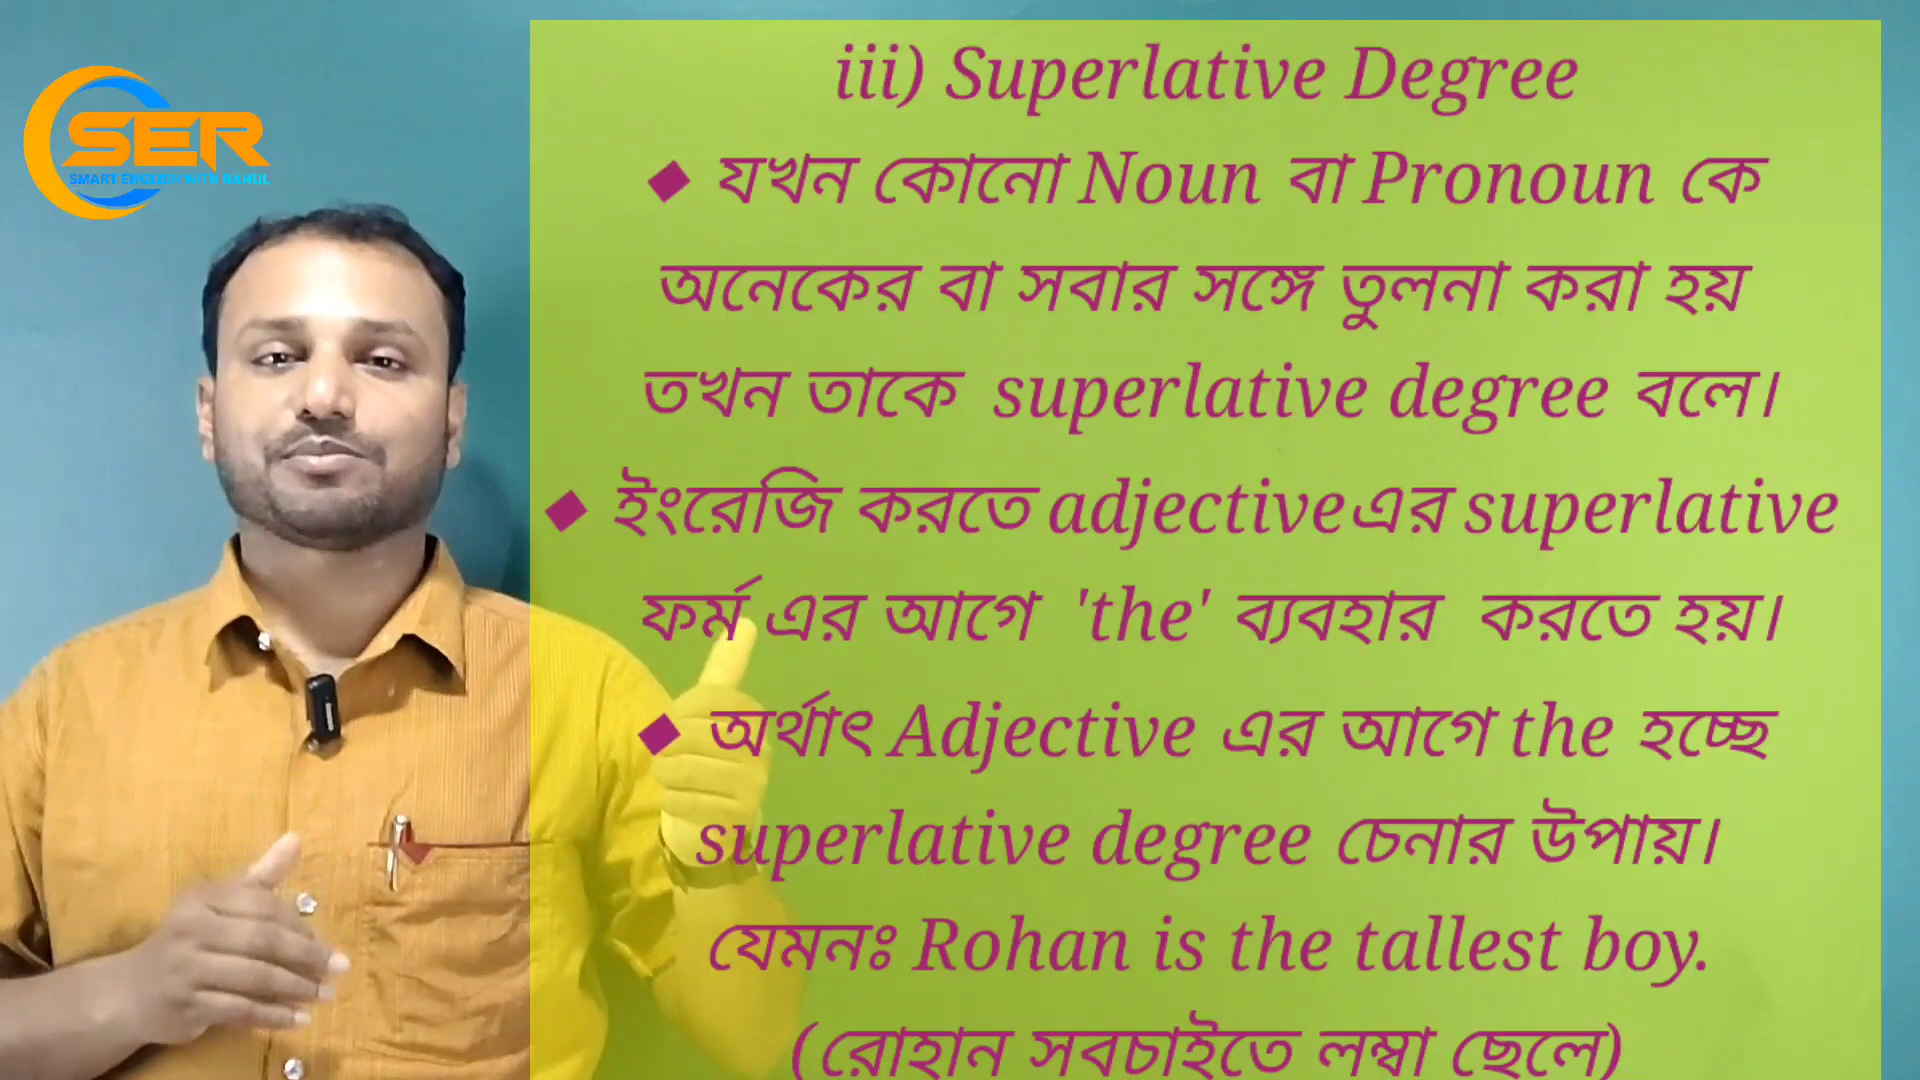 SER
SMART ENGLISH WITH RAHUL
iii) Superlative Degree
◆ যখন কোনো Noun বা Pronoun কে
অনেকের বা সবার সঙ্গে তুলনা করা হয়
তখন তাকে superlative degree বলে।
◆ ইংরেজি করতে adjectiveএর superlative
ফর্ম এর আগে 'the' ব্যবহার করতে হয়।
◆ অর্থাৎ Adjective এর আগে the হচ্ছে
superlative degree চেনার উপায়।
যেমনঃ Rohan is the tallest boy.
(রোহান সবচাইতে লম্বা ছেলে)